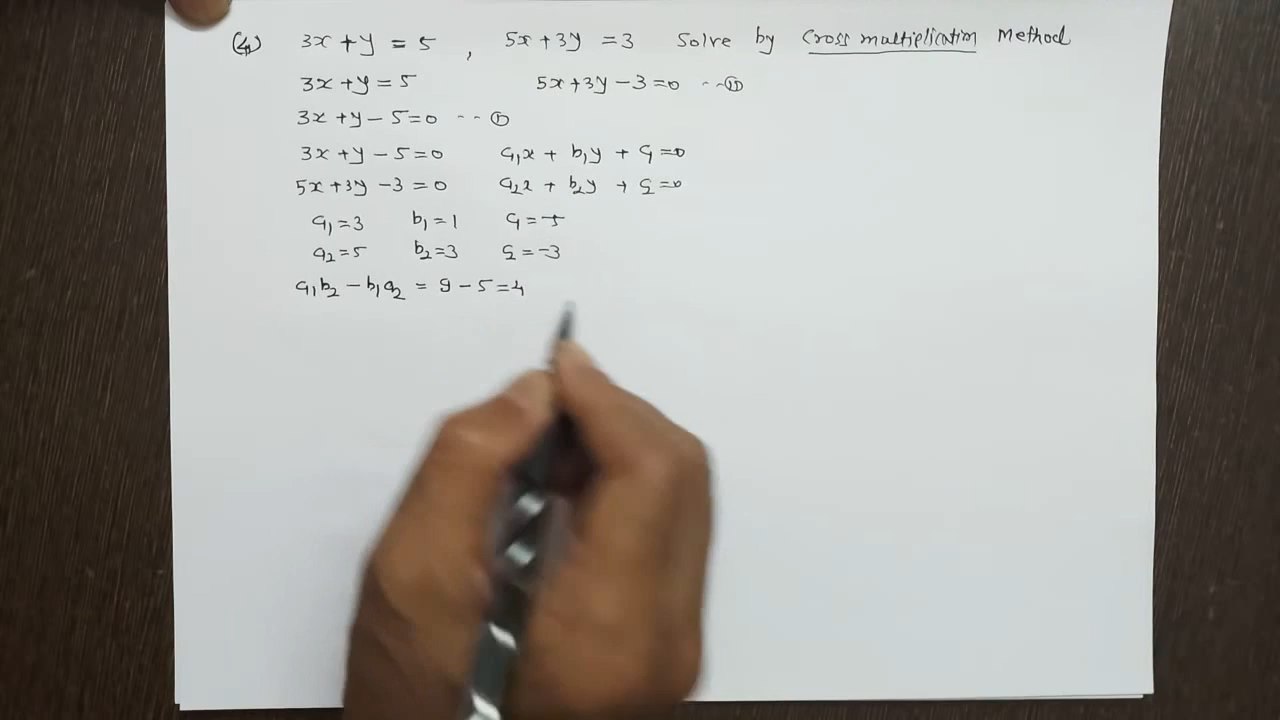 (4) 3x + y = 5 , 5x + 3y = 3 Solve by Cross multiplication Method
3x + y = 5 5x + 3y - 3 = 0 --- (II)
3x + y - 5 = 0 --- (I)
3x + y - 5 = 0 a₁x + b₁y + c₁ = 0
5x + 3y - 3 = 0 a₂x + b₂y + c₂ = 0
a₁ = 3 b₁ = 1 c₁ = -5
a₂ = 5 b₂ = 3 c₂ = -3
a₁b₂ - b₁a₂ = 9 - 5 = 4